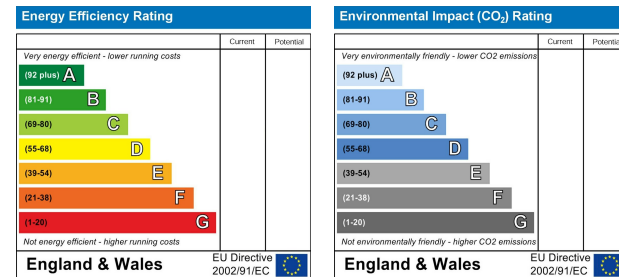 Energy Efficiency Rating
Current Potential
Very energy efficient - lower running costs
(92 plus) A
(81-91) B
(69-80) C
(55-68) D
(39-54) E
(21-38) F
(1-20) G
Not energy efficient - higher running costs
England & Wales
EU Directive
2002/91/EC
Environmental Impact (CO₂) Rating
Current Potentia
Very environmentally friendly - lower CO2 emissions
(92 plus) A
(81-91) B
(69-80) C
(55-68) D
(39-54) E
(21-38) F
(1-20) G
Not environmentally friendly - higher CO2 emissions
England & Wales
EU Directive
2002/91/EC